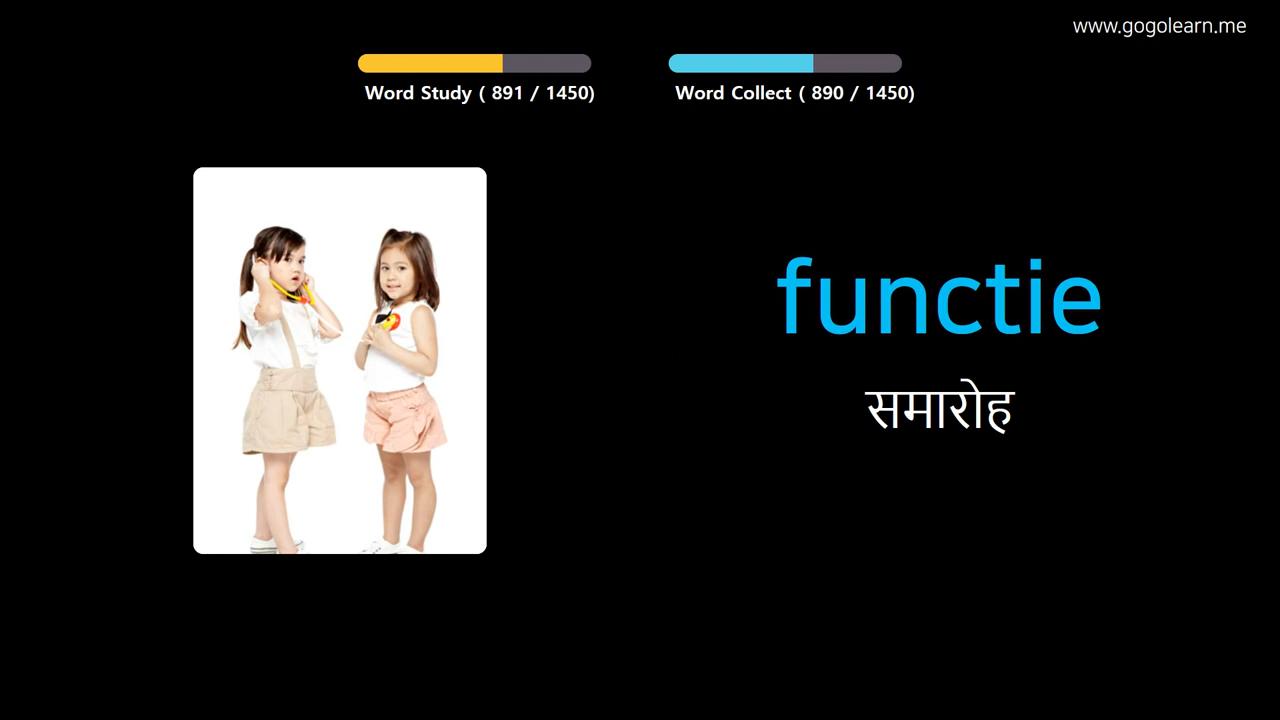 www.gogolearn.me
Word Study ( 891 / 1450)
Word Collect ( 890 / 1450)
functie
समारोह